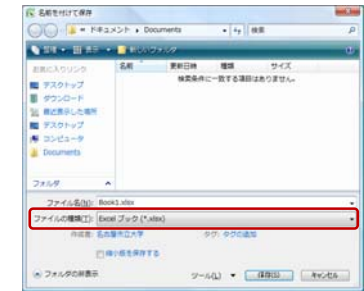 名前を付けて保存
« ドキュメント ▸ Documents
検索
整理 ▼ 表示 ▼ 新しいフォルダ
お気に入りリンク
名前 更新日時 種類 サイズ
検索条件に一致する項目はありません。
デスクトップ
ダウンロード
最近表示した場所
デスクトップ
コンピュータ
Documents
フォルダ
ファイル名(N): Book1.xlsx
ファイルの種類(T): Excel ブック (*.xlsx)
作成者: 名古屋市立大学 タグ: タグの追加
縮小版を保存する
フォルダの非表示 ツール(L) 保存(S) キャンセル